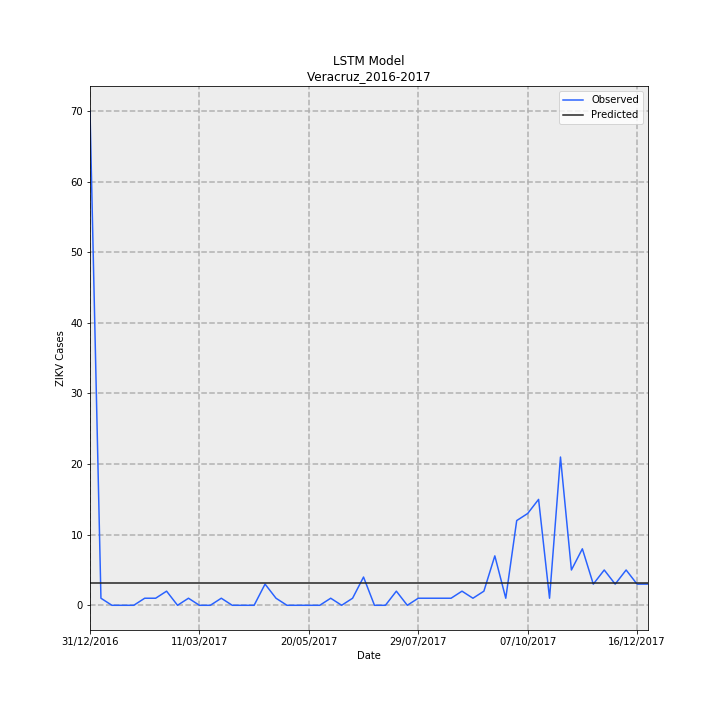 LSTM Model
Veracruz_2016-2017
Observed
Predicted
70
60
50
40
30
20
10
0
ZIKV Cases
31/12/2016 11/03/2017 20/05/2017 29/07/2017 07/10/2017 16/12/2017
Date